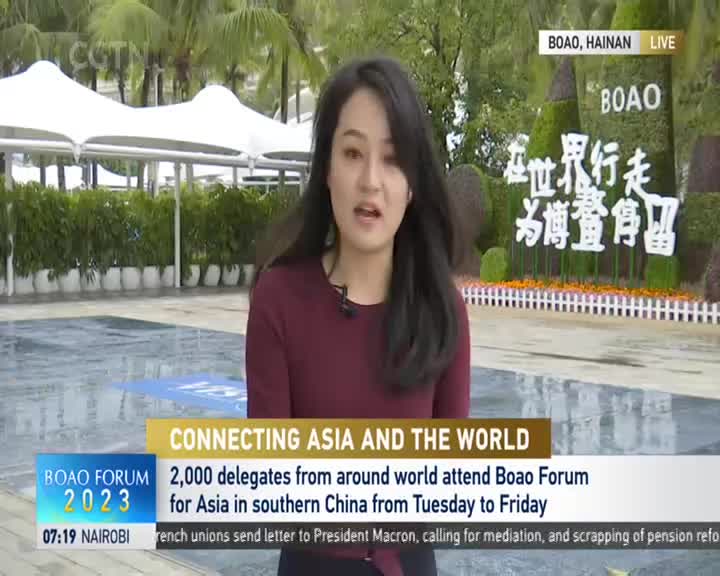 CGTN
BOAO, HAINAN
LIVE
BOAO
在世界行走
为博鳌停留
VISION
CONNECTING ASIA AND THE WORLD
BOAO FORUM
2023
2,000 delegates from around world attend Boao Forum
for Asia in southern China from Tuesday to Friday
07:19 NAIROBI
rench unions send letter to President Macron, calling for mediation, and scrapping of pension refo